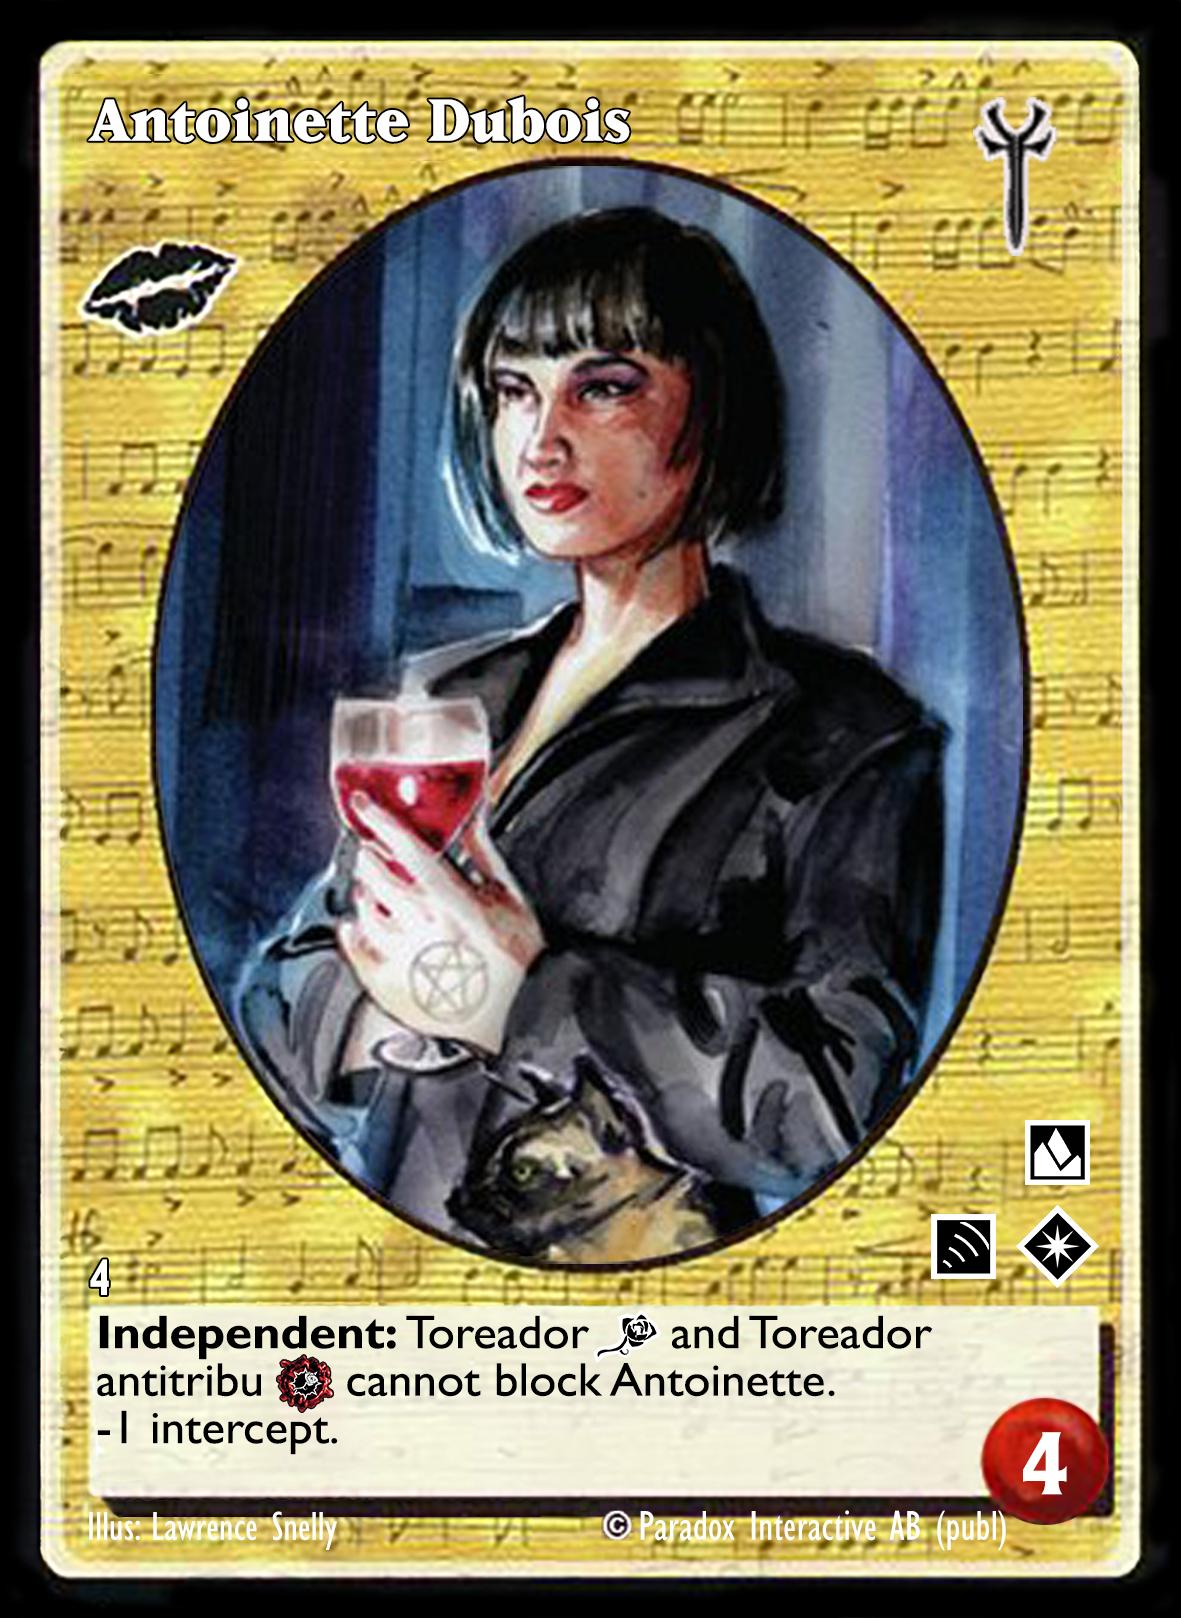 Antoinette Dubois
4
Independent: Toreador and Toreador
antitribu cannot block Antoinette.
-1 intercept.
4
Illus: Lawrence Snelly
© Paradox Interactive AB (publ)